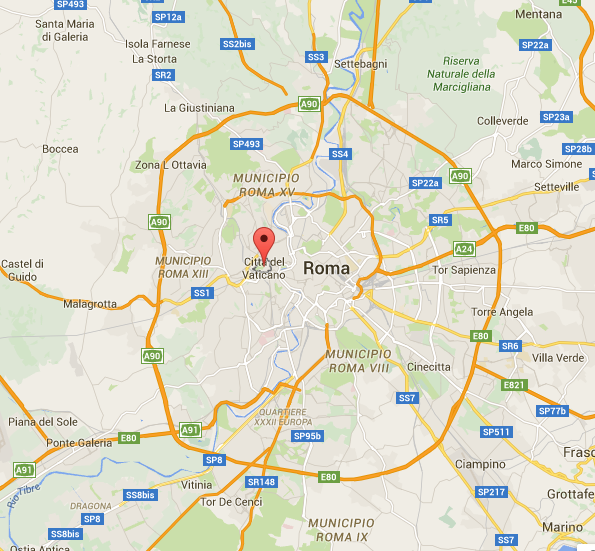 SP493
E45
Mentana
SP12a
Santa Maria
di Galeria
Isola Farnese
SS2bis
SP22a
La Storta
SS3
Settebagni
SR2
Riserva
Naturale della
Marcigliana
La Giustiniana
A90
SP23a
Colleverde
Boccea
SP493
SS4
SP28b
Zona L Ottavia
Marco Simone
MUNICIPIO
ROMA XV
SP22a
A90
Setteville
A90
SR5
E80
A24
Castel di
Guido
MUNICIPIO
ROMA XIII
Città del
Vaticano
Roma
Tor Sapienza
SS1
Malagrotta
Torre Angela
E80
SR6
A90
MUNICIPIO
ROMA VIII
Villa Verde
Cinecitta
E821
SS7
Piana del Sole
QUARTIERE
XXXII EUROPA
SP77b
A91
E80
SP95b
SP511
Ponte Galeria
Frasc
SP8
A91
Ciampino
E80
Rio Tibre
Vitinia
SR148
SS8bis
SP217
Grottafe
DRAGONA
Tor De Cenci
SP8
MUNICIPIO
ROMA IX
Marino
SS8bis
SS7
Ostia Antica